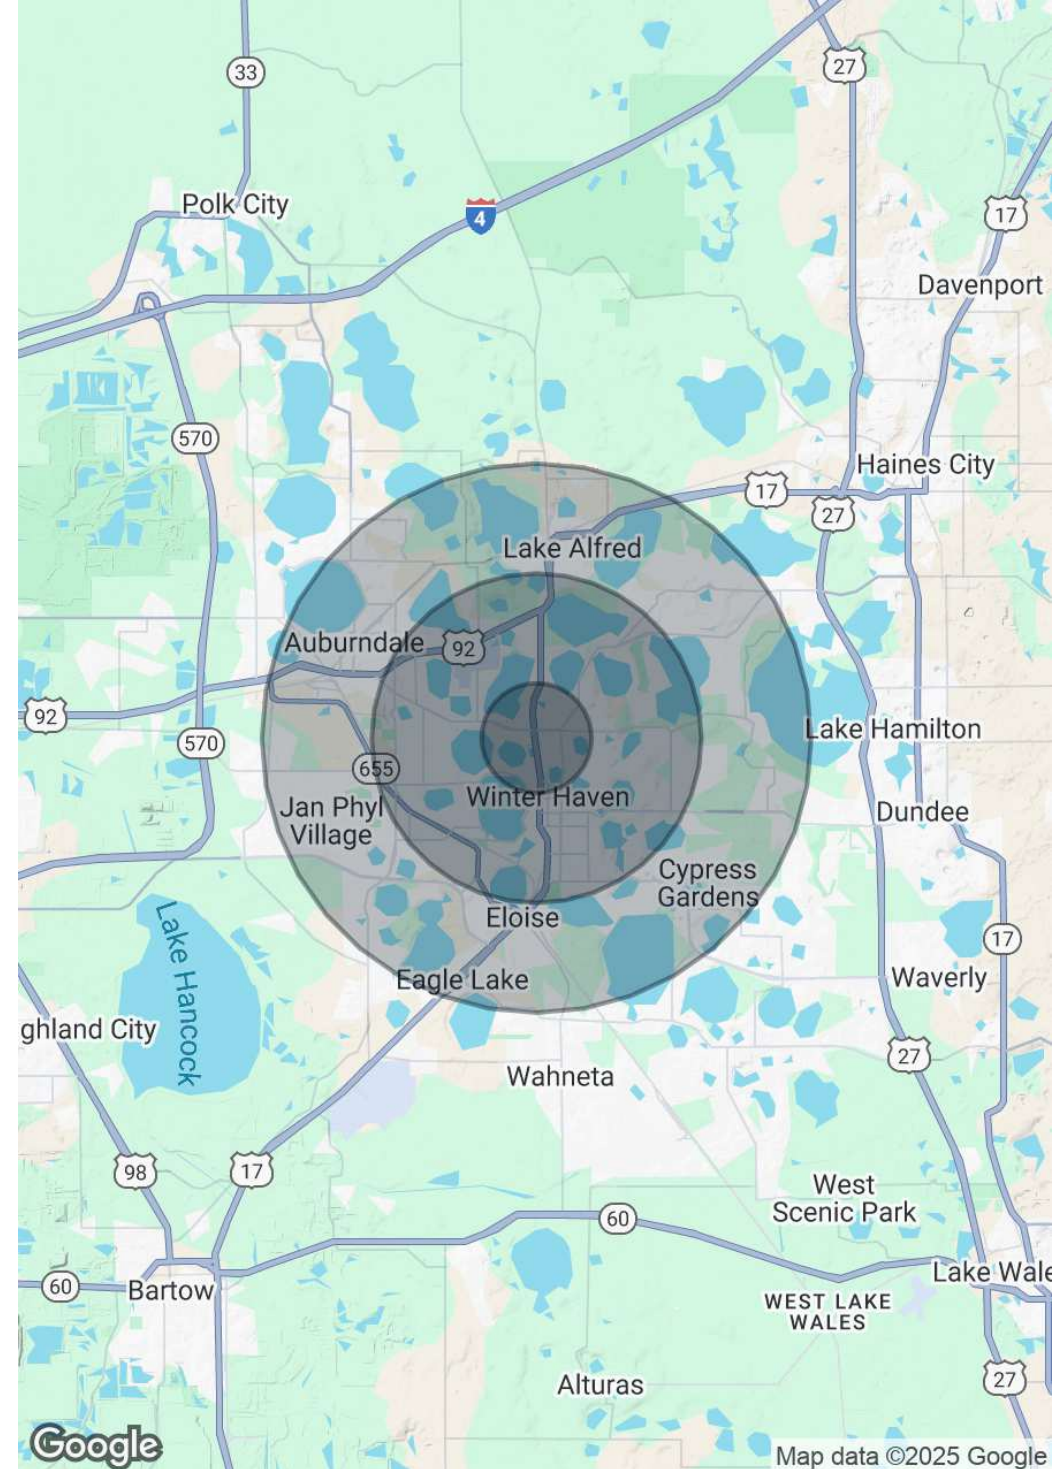 33
27
Polk City
4
17
Davenport
570
Haines City
17
27
Lake Alfred
Auburndale
92
92
570
Lake Hamilton
655
Winter Haven
Jan Phyl
Village
Dundee
Cypress
Gardens
Eloise
17
Lake Hancock
Eagle Lake
Waverly
ghland City
27
Wahneta
98
17
West
Scenic Park
60
Lake Wale
60
Bartow
WEST LAKE
WALES
Alturas
27
Google
Map data ©2025 Google